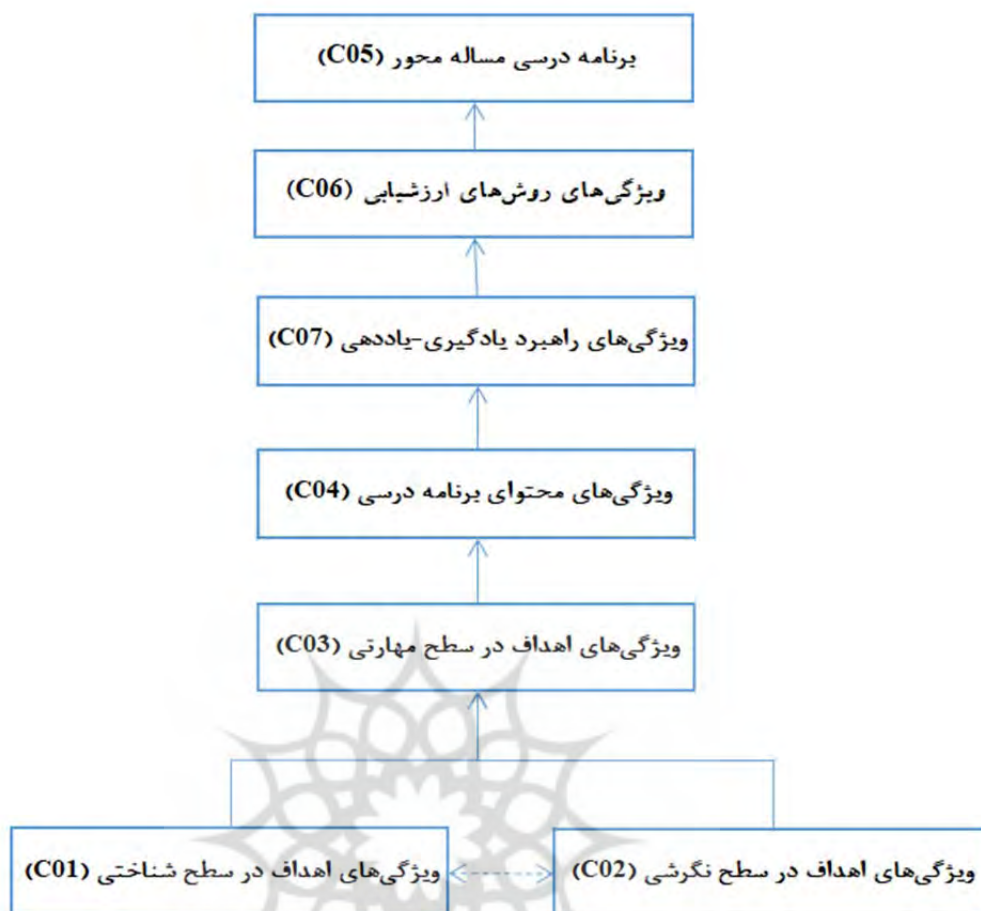 برنامه درسی مساله محور (C05)
ویژگی‌های روش‌های ارزشیابی (C06)
ویژگی‌های راهبرد یادگیری-یاددهی (C07)
ویژگی‌های محتوای برنامه درسی (C04)
ویژگی‌های اهداف در سطح مهارتی (C03)
ویژگی‌های اهداف در سطح نگرشی (C02)
ویژگی‌های اهداف در سطح شناختی (C01)